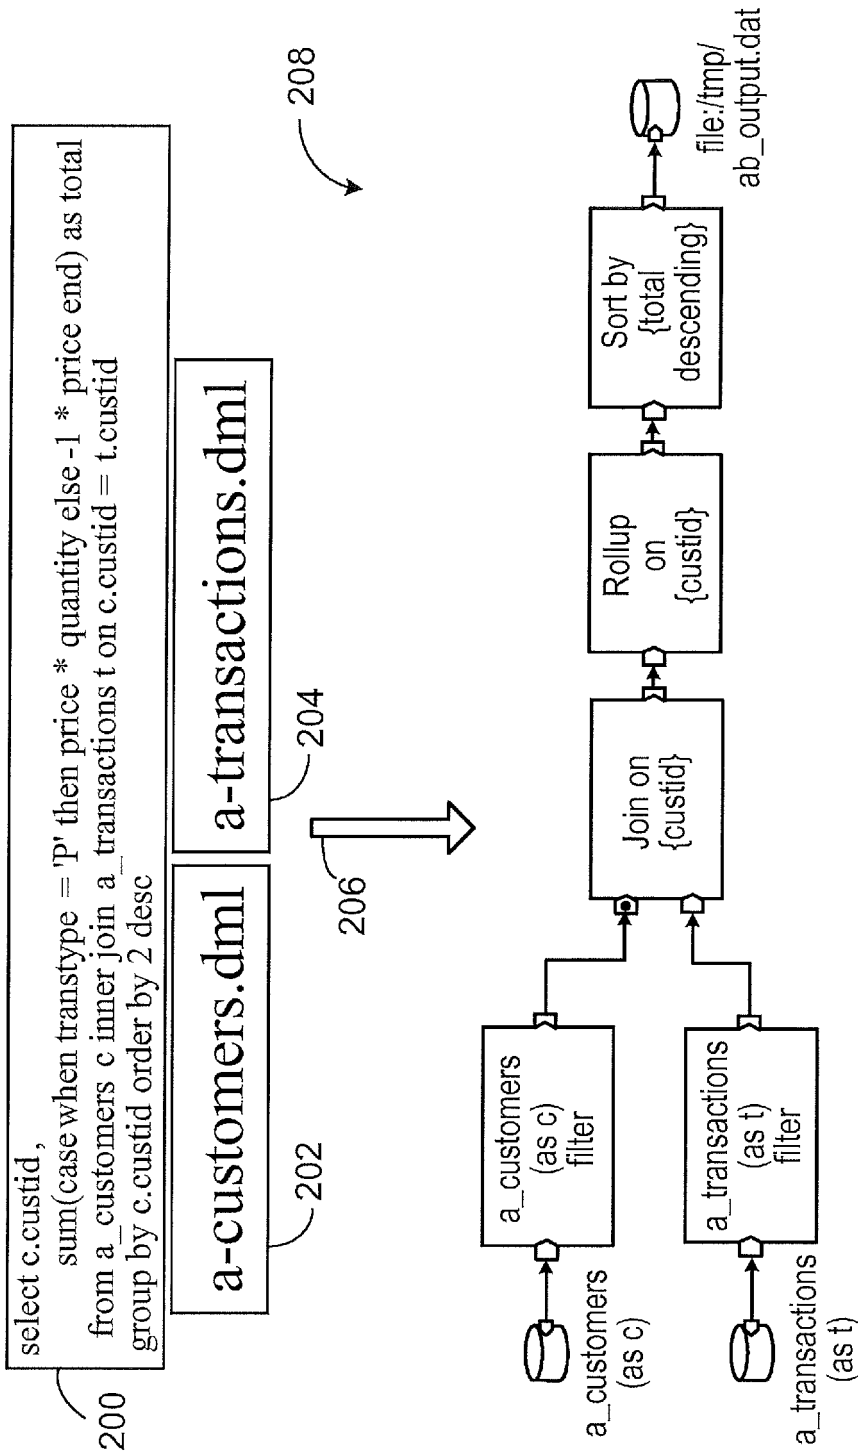 select c.custid,
sum(case when transtype = 'P' then price * quantity else -1 * price end) as total
from a_customers c inner join a_transactions t on c.custid = t.custid
group by c.custid order by 2 desc
200
a-customers.dml
a-transactions.dml
202
204
206
208
a_customers
(as c)
a_customers
(as c)
filter
a_transactions
(as t)
a_transactions
(as t)
filter
Join on
{custid}
Rollup
on
{custid}
Sort by
{total
descending}
file:/tmp/
ab_output.dat